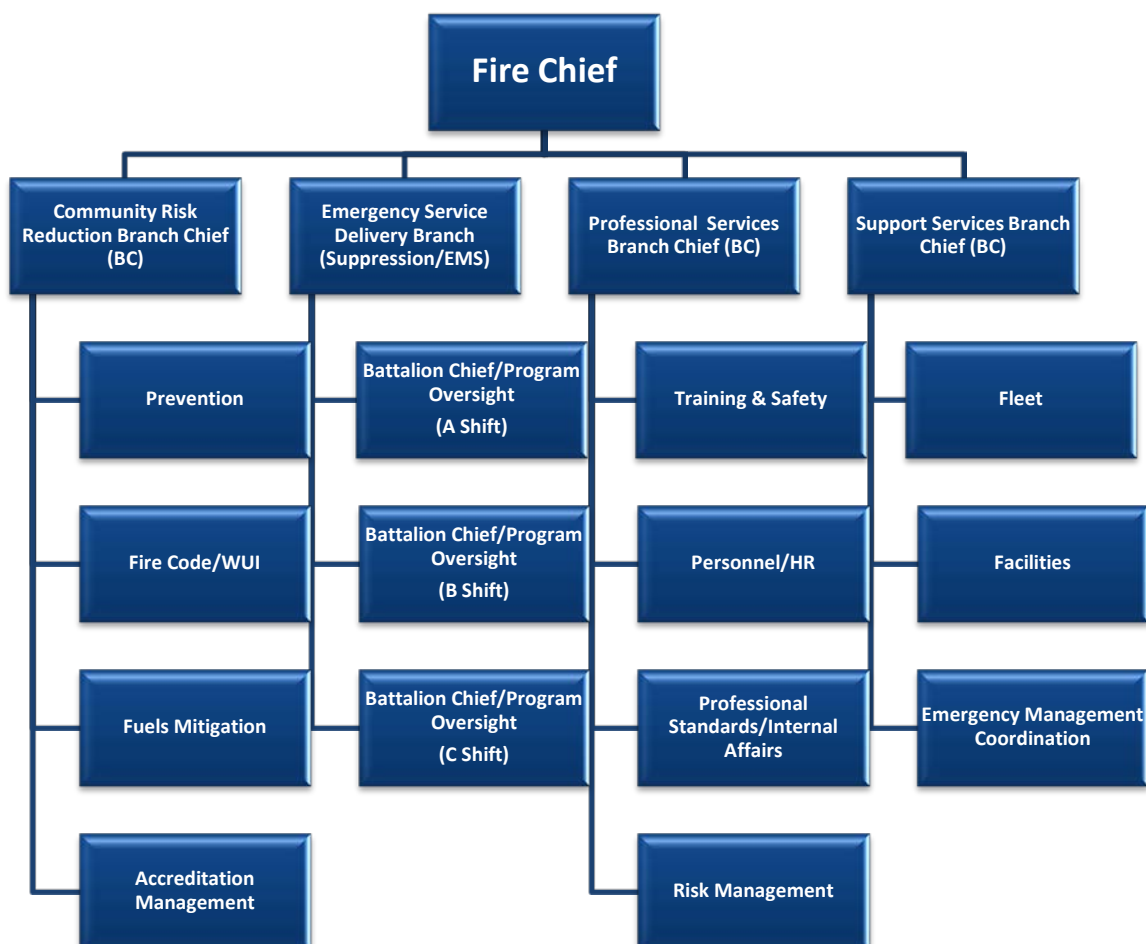 Fire Chief
Community Risk
Reduction Branch Chief
(BC)
Emergency Service
Delivery Branch
(Suppression/EMS)
Professional Services
Branch Chief (BC)
Support Services Branch
Chief (BC)
Prevention
Battalion Chief/Program
Oversight
(A Shift)
Training & Safety
Fleet
Fire Code/WUI
Battalion Chief/Program
Oversight
(B Shift)
Personnel/HR
Facilities
Fuels Mitigation
Battalion Chief/Program
Oversight
(C Shift)
Professional
Standards/Internal
Affairs
Emergency Management
Coordination
Accreditation
Management
Risk Management